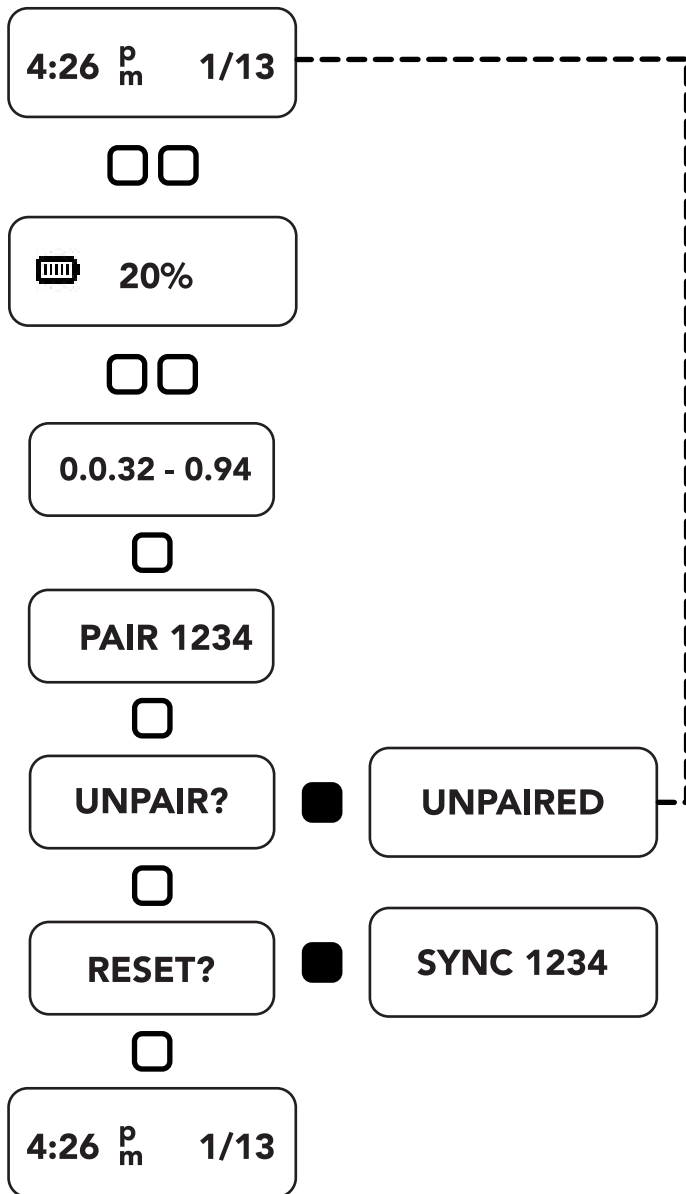 4:26 pm 1/13
20%
0.0.32 - 0.94
PAIR 1234
UNPAIR?
UNPAIRED
RESET?
SYNC 1234
4:26 pm 1/13